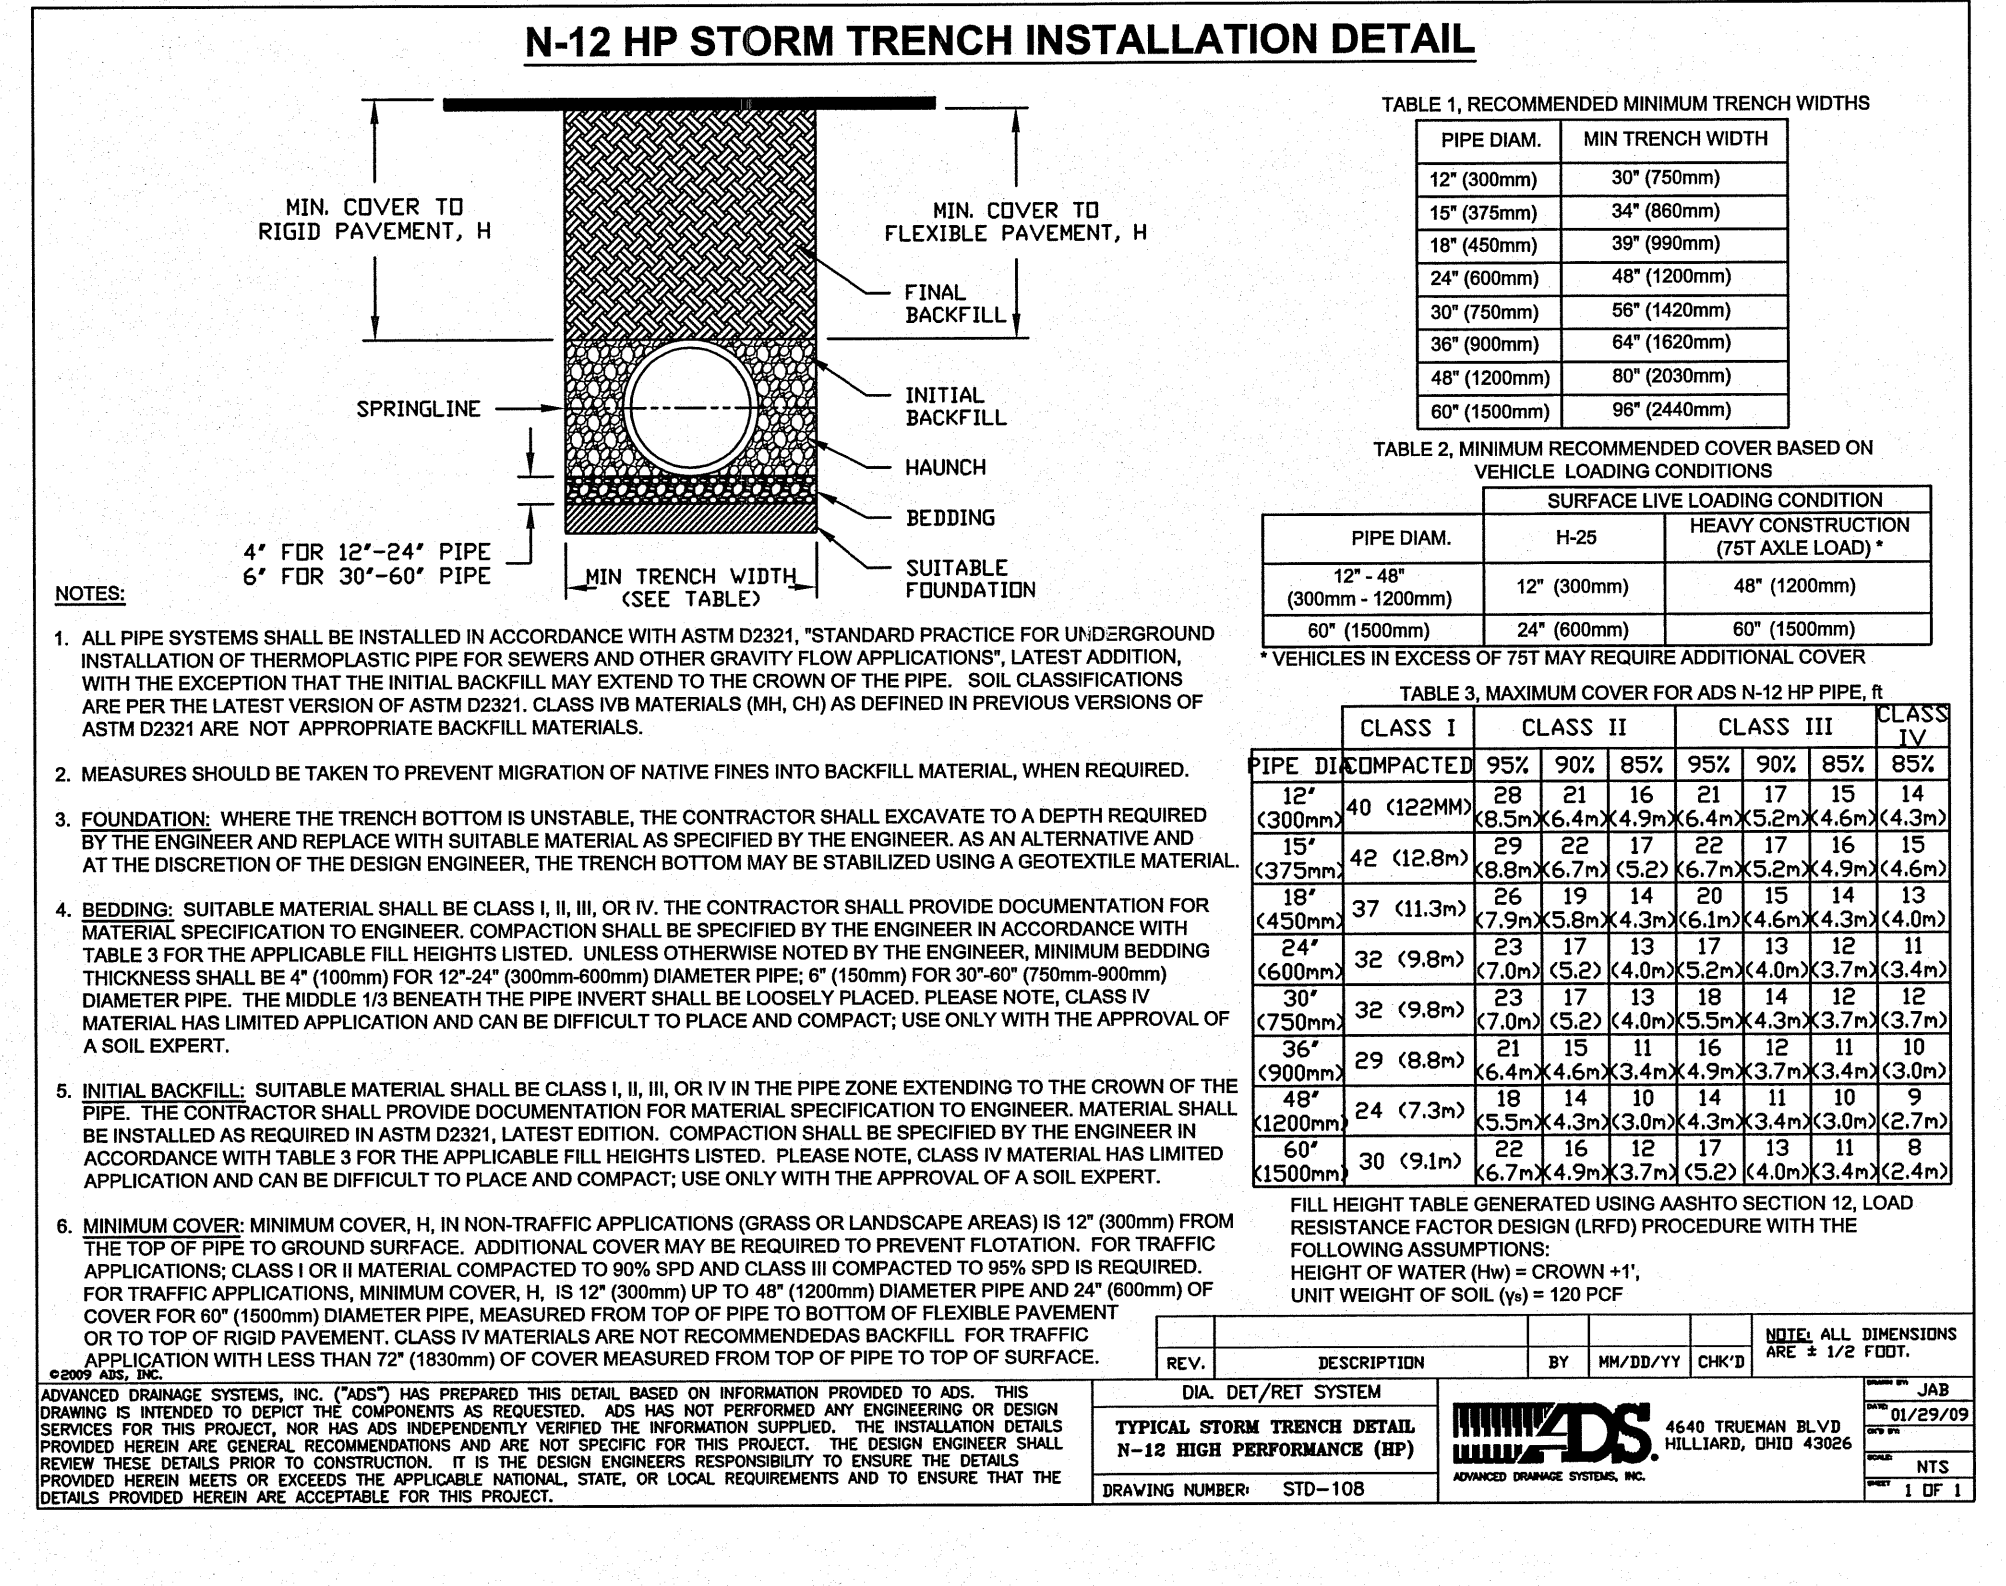 N-12 HP STORM TRENCH INSTALLATION DETAIL
MIN. COVER TO
RIGID PAVEMENT, H
MIN. COVER TO
FLEXIBLE PAVEMENT, H
FINAL
BACKFILL
INITIAL
BACKFILL
SPRINGLINE
HAUNCH
BEDDING
SUITABLE
FOUNDATION
4" FOR 12"-24" PIPE
6" FOR 30"-60" PIPE
MIN TRENCH WIDTH
(SEE TABLE)
TABLE 1, RECOMMENDED MINIMUM TRENCH WIDTHS
PIPE DIAM. MIN TRENCH WIDTH
12" (300mm) 30" (750mm)
15" (375mm) 34" (860mm)
18" (450mm) 39" (990mm)
24" (600mm) 48" (1200mm)
30" (750mm) 56" (1420mm)
36" (900mm) 64" (1620mm)
48" (1200mm) 80" (2030mm)
60" (1500mm) 96" (2440mm)
TABLE 2, MINIMUM RECOMMENDED COVER BASED ON
VEHICLE LOADING CONDITIONS
SURFACE LIVE LOADING CONDITION
PIPE DIAM. H-25 HEAVY CONSTRUCTION
(75T AXLE LOAD) *
12" - 48"
(300mm - 1200mm) 12" (300mm) 48" (1200mm)
60" (1500mm) 24" (600mm) 60" (1500mm)
* VEHICLES IN EXCESS OF 75T MAY REQUIRE ADDITIONAL COVER
TABLE 3, MAXIMUM COVER FOR ADS N-12 HP PIPE, ft
CLASS I CLASS II CLASS III CLASS
IV
PIPE DIA COMPACTED 95% 90% 85% 95% 90% 85% 85%
12" 40 (122MM) 28 21 16 21 17 15 14
(300mm) (8.5m) (6.4m) (4.9m) (6.4m) (5.2m) (4.6m) (4.3m)
15" 42 (12.8m) 29 22 17 22 17 16 15
(375mm) (8.8m) (6.7m) (5.2) (6.7m) (5.2m) (4.9m) (4.6m)
18" 37 (11.3m) 26 19 14 20 15 14 13
(450mm) (7.9m) (5.8m) (4.3m) (6.1m) (4.6m) (4.3m) (4.0m)
24" 32 (9.8m) 23 17 13 17 13 12 11
(600mm) (7.0m) (5.2) (4.0m) (5.2m) (4.0m) (3.7m) (3.4m)
30" 32 (9.8m) 23 17 13 18 14 12 12
(750mm) (7.0m) (5.2) (4.0m) (5.5m) (4.3m) (3.7m) (3.7m)
36" 29 (8.8m) 21 15 11 16 12 11 10
(900mm) (6.4m) (4.6m) (3.4m) (4.9m) (3.7m) (3.4m) (3.0m)
48" 24 (7.3m) 18 14 10 14 11 10 9
(1200mm) (5.5m) (4.3m) (3.0m) (4.3m) (3.4m) (3.0m) (2.7m)
60" 30 (9.1m) 22 16 12 17 13 11 8
(1500mm) (6.7m) (4.9m) (3.7m) (5.2) (4.0m) (3.4m) (2.4m)
FILL HEIGHT TABLE GENERATED USING AASHTO SECTION 12, LOAD
RESISTANCE FACTOR DESIGN (LRFD) PROCEDURE WITH THE
FOLLOWING ASSUMPTIONS:
HEIGHT OF WATER (Hw) = CROWN +1',
UNIT WEIGHT OF SOIL (γs) = 120 PCF
NOTES:
1. ALL PIPE SYSTEMS SHALL BE INSTALLED IN ACCORDANCE WITH ASTM D2321, "STANDARD PRACTICE FOR UNDERGROUND
INSTALLATION OF THERMOPLASTIC PIPE FOR SEWERS AND OTHER GRAVITY FLOW APPLICATIONS", LATEST ADDITION,
WITH THE EXCEPTION THAT THE INITIAL BACKFILL MAY EXTEND TO THE CROWN OF THE PIPE. SOIL CLASSIFICATIONS
ARE PER THE LATEST VERSION OF ASTM D2321. CLASS IVB MATERIALS (MH, CH) AS DEFINED IN PREVIOUS VERSIONS OF
ASTM D2321 ARE NOT APPROPRIATE BACKFILL MATERIALS.
2. MEASURES SHOULD BE TAKEN TO PREVENT MIGRATION OF NATIVE FINES INTO BACKFILL MATERIAL, WHEN REQUIRED.
3. FOUNDATION: WHERE THE TRENCH BOTTOM IS UNSTABLE, THE CONTRACTOR SHALL EXCAVATE TO A DEPTH REQUIRED
BY THE ENGINEER AND REPLACE WITH SUITABLE MATERIAL AS SPECIFIED BY THE ENGINEER. AS AN ALTERNATIVE AND
AT THE DISCRETION OF THE DESIGN ENGINEER, THE TRENCH BOTTOM MAY BE STABILIZED USING A GEOTEXTILE MATERIAL.
4. BEDDING: SUITABLE MATERIAL SHALL BE CLASS I, II, III, OR IV. THE CONTRACTOR SHALL PROVIDE DOCUMENTATION FOR
MATERIAL SPECIFICATION TO ENGINEER. COMPACTION SHALL BE SPECIFIED BY THE ENGINEER IN ACCORDANCE WITH
TABLE 3 FOR THE APPLICABLE FILL HEIGHTS LISTED. UNLESS OTHERWISE NOTED BY THE ENGINEER, MINIMUM BEDDING
THICKNESS SHALL BE 4" (100mm) FOR 12"-24" (300mm-600mm) DIAMETER PIPE; 6" (150mm) FOR 30"-60" (750mm-900mm)
DIAMETER PIPE. THE MIDDLE 1/3 BENEATH THE PIPE INVERT SHALL BE LOOSELY PLACED. PLEASE NOTE, CLASS IV
MATERIAL HAS LIMITED APPLICATION AND CAN BE DIFFICULT TO PLACE AND COMPACT; USE ONLY WITH THE APPROVAL OF
A SOIL EXPERT.
5. INITIAL BACKFILL: SUITABLE MATERIAL SHALL BE CLASS I, II, III, OR IV IN THE PIPE ZONE EXTENDING TO THE CROWN OF THE
PIPE. THE CONTRACTOR SHALL PROVIDE DOCUMENTATION FOR MATERIAL SPECIFICATION TO ENGINEER. MATERIAL SHALL
BE INSTALLED AS REQUIRED IN ASTM D2321, LATEST EDITION. COMPACTION SHALL BE SPECIFIED BY THE ENGINEER IN
ACCORDANCE WITH TABLE 3 FOR THE APPLICABLE FILL HEIGHTS LISTED. PLEASE NOTE, CLASS IV MATERIAL HAS LIMITED
APPLICATION AND CAN BE DIFFICULT TO PLACE AND COMPACT; USE ONLY WITH THE APPROVAL OF A SOIL EXPERT.
6. MINIMUM COVER: MINIMUM COVER, H, IN NON-TRAFFIC APPLICATIONS (GRASS OR LANDSCAPE AREAS) IS 12" (300mm) FROM
THE TOP OF PIPE TO GROUND SURFACE. ADDITIONAL COVER MAY BE REQUIRED TO PREVENT FLOTATION. FOR TRAFFIC
APPLICATIONS; CLASS I OR II MATERIAL COMPACTED TO 90% SPD AND CLASS III COMPACTED TO 95% SPD IS REQUIRED.
FOR TRAFFIC APPLICATIONS, MINIMUM COVER, H, IS 12" (300mm) UP TO 48" (1200mm) DIAMETER PIPE AND 24" (600mm) OF
COVER FOR 60" (1500mm) DIAMETER PIPE, MEASURED FROM TOP OF PIPE TO BOTTOM OF FLEXIBLE PAVEMENT
OR TO TOP OF RIGID PAVEMENT. CLASS IV MATERIALS ARE NOT RECOMMENDEDAS BACKFILL FOR TRAFFIC
APPLICATION WITH LESS THAN 72" (1830mm) OF COVER MEASURED FROM TOP OF PIPE TO TOP OF SURFACE.
©2009 ADS, INC.
ADVANCED DRAINAGE SYSTEMS, INC. ("ADS") HAS PREPARED THIS DETAIL BASED ON INFORMATION PROVIDED TO ADS. THIS
DRAWING IS INTENDED TO DEPICT THE COMPONENTS AS REQUESTED. ADS HAS NOT PERFORMED ANY ENGINEERING OR DESIGN
SERVICES FOR THIS PROJECT, NOR HAS ADS INDEPENDENTLY VERIFIED THE INFORMATION SUPPLIED. THE INSTALLATION DETAILS
PROVIDED HEREIN ARE GENERAL RECOMMENDATIONS AND ARE NOT SPECIFIC FOR THIS PROJECT. THE DESIGN ENGINEER SHALL
REVIEW THESE DETAILS PRIOR TO CONSTRUCTION. IT IS THE DESIGN ENGINEERS RESPONSIBILITY TO ENSURE THE DETAILS
PROVIDED HEREIN MEETS OR EXCEEDS THE APPLICABLE NATIONAL, STATE, OR LOCAL REQUIREMENTS AND TO ENSURE THAT THE
DETAILS PROVIDED HEREIN ARE ACCEPTABLE FOR THIS PROJECT.
REV. DESCRIPTION BY MM/DD/YY CHK'D
NOTE: ALL DIMENSIONS
ARE ± 1/2 FOOT.
DIA. DET/RET SYSTEM
TYPICAL STORM TRENCH DETAIL
N-12 HIGH PERFORMANCE (HP)
DRAWING NUMBER: STD-108
ADS.
ADVANCED DRAINAGE SYSTEMS, INC.
4640 TRUEMAN BLVD
HILLIARD, OHIO 43026
DRAWN BY: JAB
DATE: 01/29/09
CK'D BY:
SCALE: NTS
SHEET 1 OF 1